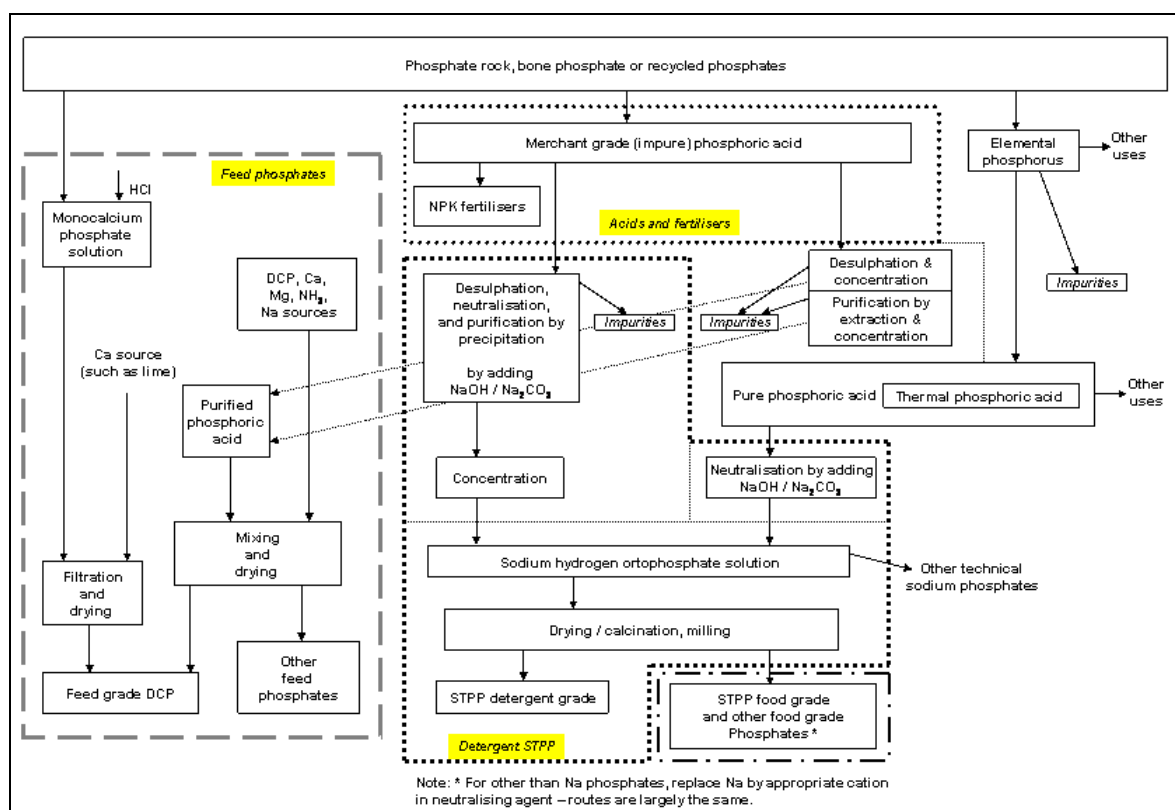 Phosphate rock, bone phosphate or recycled phosphates
Merchant grade (impure) phosphoric acid
Elemental
phosphorus
Other
uses
Feed phosphates
HCl
Monocalcium
phosphate
solution
NPK fertilisers
Acids and fertilisers
DCP, Ca,
Mg, NH₃,
Na sources
Desulphation,
neutralisation,
and purification by
precipitation
by adding
NaOH / Na₂CO₃
Impurities
Impurities
Desulphation &
concentration
Purification by
extraction &
concentration
Impurities
Ca source
(such as lime)
Purified
phosphoric
acid
Pure phosphoric acid
Thermal phosphoric acid
Other
uses
Concentration
Neutralisation by adding
NaOH / Na₂CO₃
Mixing
and
drying
Filtration
and
drying
Sodium hydrogen ortophosphate solution
Other technical
sodium phosphates
Drying / calcination, milling
Feed grade DCP
Other
feed
phosphates
STPP detergent grade
STPP food grade
and other food grade
Phosphates *
Detergent STPP
Note: * For other than Na phosphates, replace Na by appropriate cation
in neutralising agent – routes are largely the same.